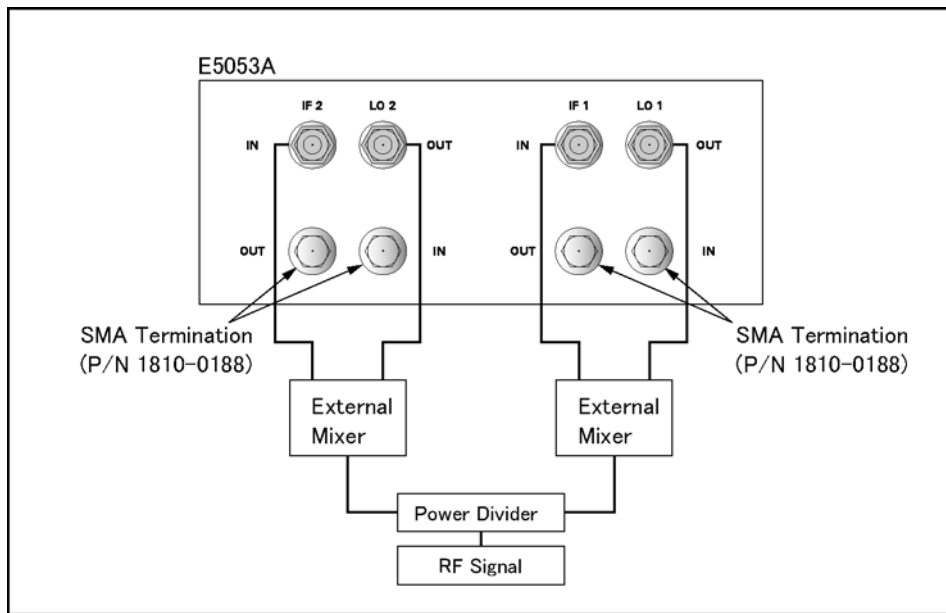 E5053A
IF 2 LO 2 IF 1 LO 1
IN OUT IN OUT
OUT IN OUT IN
SMA Termination
(P/N 1810-0188)
SMA Termination
(P/N 1810-0188)
External
Mixer
External
Mixer
Power Divider
RF Signal